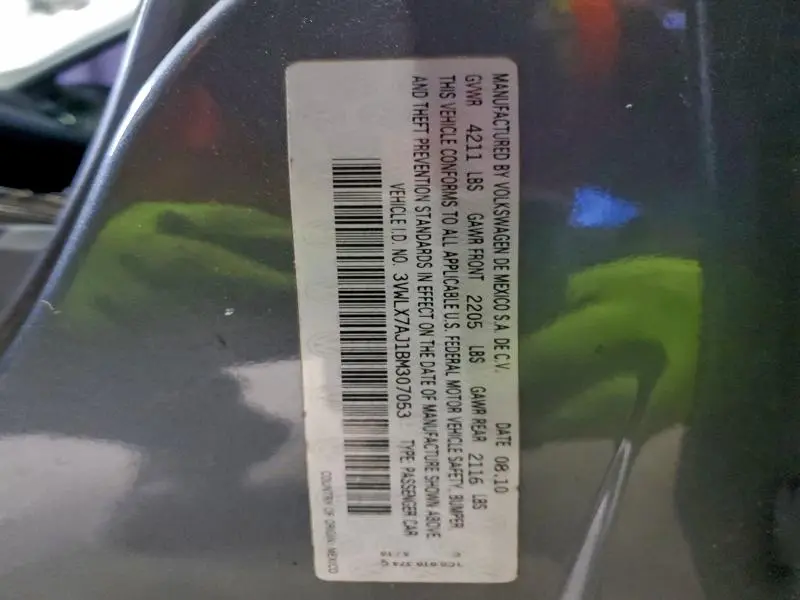 MANUFACTURED BY VOLKSWAGEN DE MEXICO S.A. DE C.V. DATE 08.10
GVWR 4211 LBS GAWR FRONT 2205 LBS GAWR REAR 2116 LBS
THIS VEHICLE CONFORMS TO ALL APPLICABLE U.S. FEDERAL MOTOR VEHICLE SAFETY, BUMPER,
AND THEFT PREVENTION STANDARDS IN EFFECT ON THE DATE OF MANUFACTURE SHOWN ABOVE.
VEHICLE I.D. NO. 3VWLX7AJ1BM307053 TYPE: PASSENGER CAR
COUNTRY OF ORIGIN: MEXICO